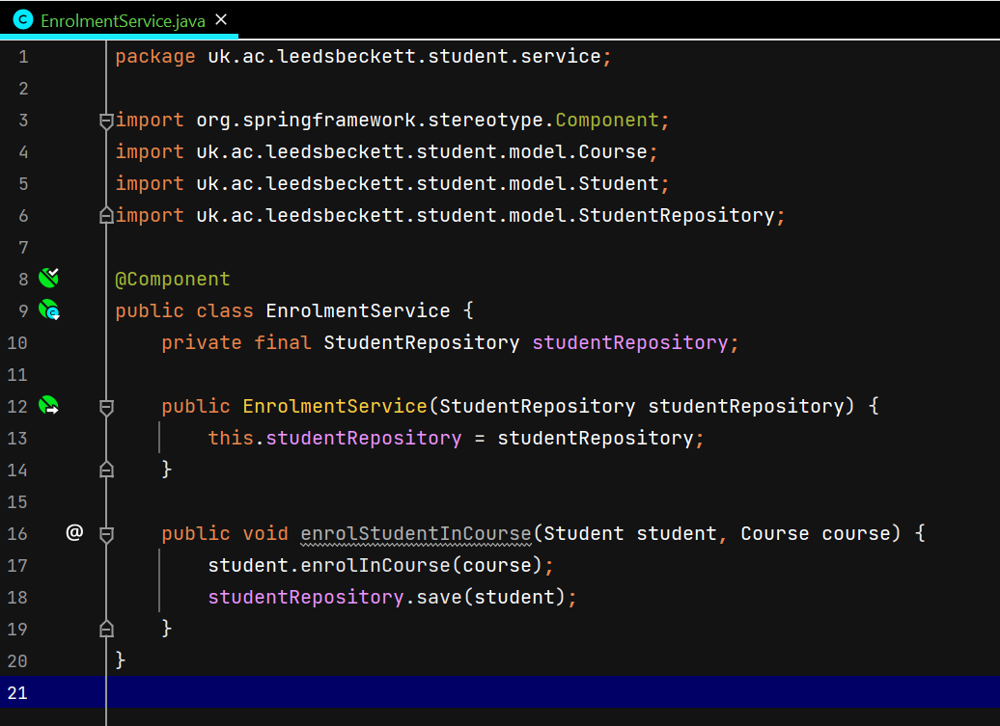 C EnrolmentService.java ×
1 package uk.ac.leedsbeckett.student.service;
2
3 import org.springframework.stereotype.Component;
4 import uk.ac.leedsbeckett.student.model.Course;
5 import uk.ac.leedsbeckett.student.model.Student;
6 import uk.ac.leedsbeckett.student.model.StudentRepository;
7
8 @Component
9 public class EnrolmentService {
10     private final StudentRepository studentRepository;
11
12     public EnrolmentService(StudentRepository studentRepository) {
13         this.studentRepository = studentRepository;
14     }
15
16 @     public void enrolStudentInCourse(Student student, Course course) {
17         student.enrolInCourse(course);
18         studentRepository.save(student);
19     }
20 }
21